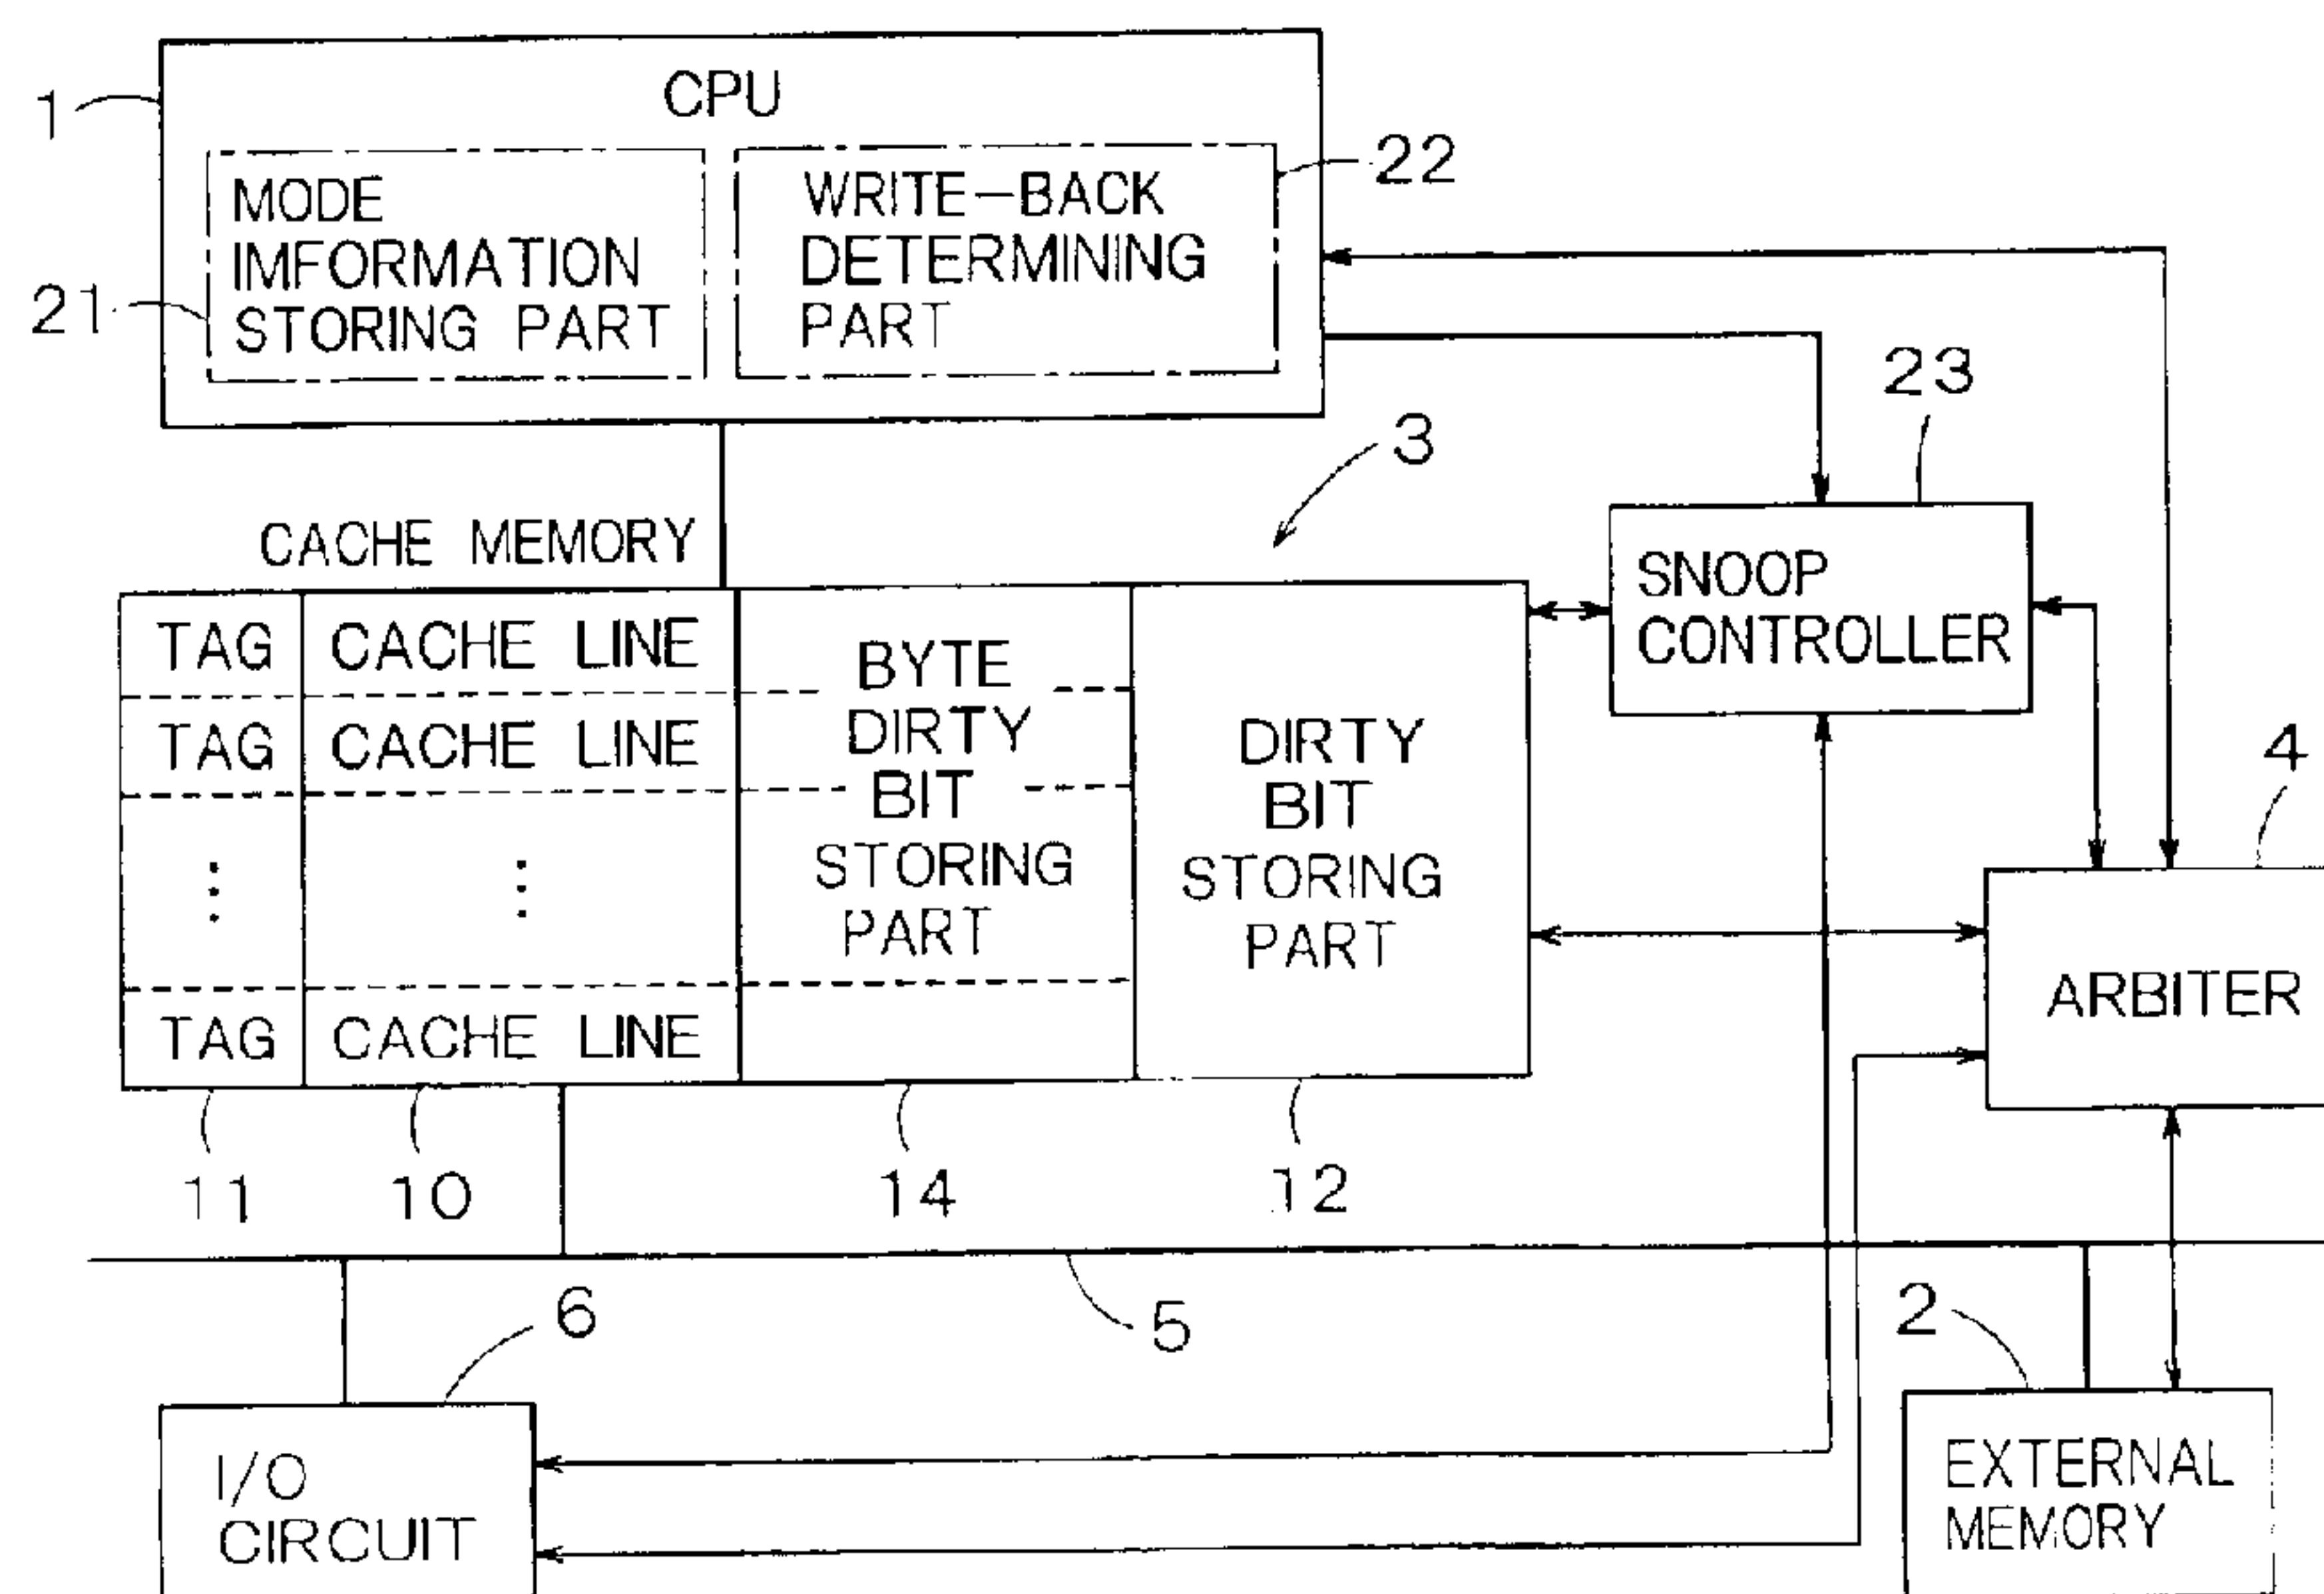 CPU
1
MODE
IMFORMATION
STORING PART
21
WRITE-BACK
DETERMINING
PART
22
23
3
CACHE MEMORY
SNOOP
CONTROLLER
TAG
CACHE LINE
TAG
CACHE LINE
TAG
CACHE LINE
BYTE
DIRTY
BIT
STORING
PART
DIRTY
BIT
STORING
PART
4
ARBITER
11
10
14
12
6
5
2
I/O
CIRCUIT
EXTERNAL
MEMORY